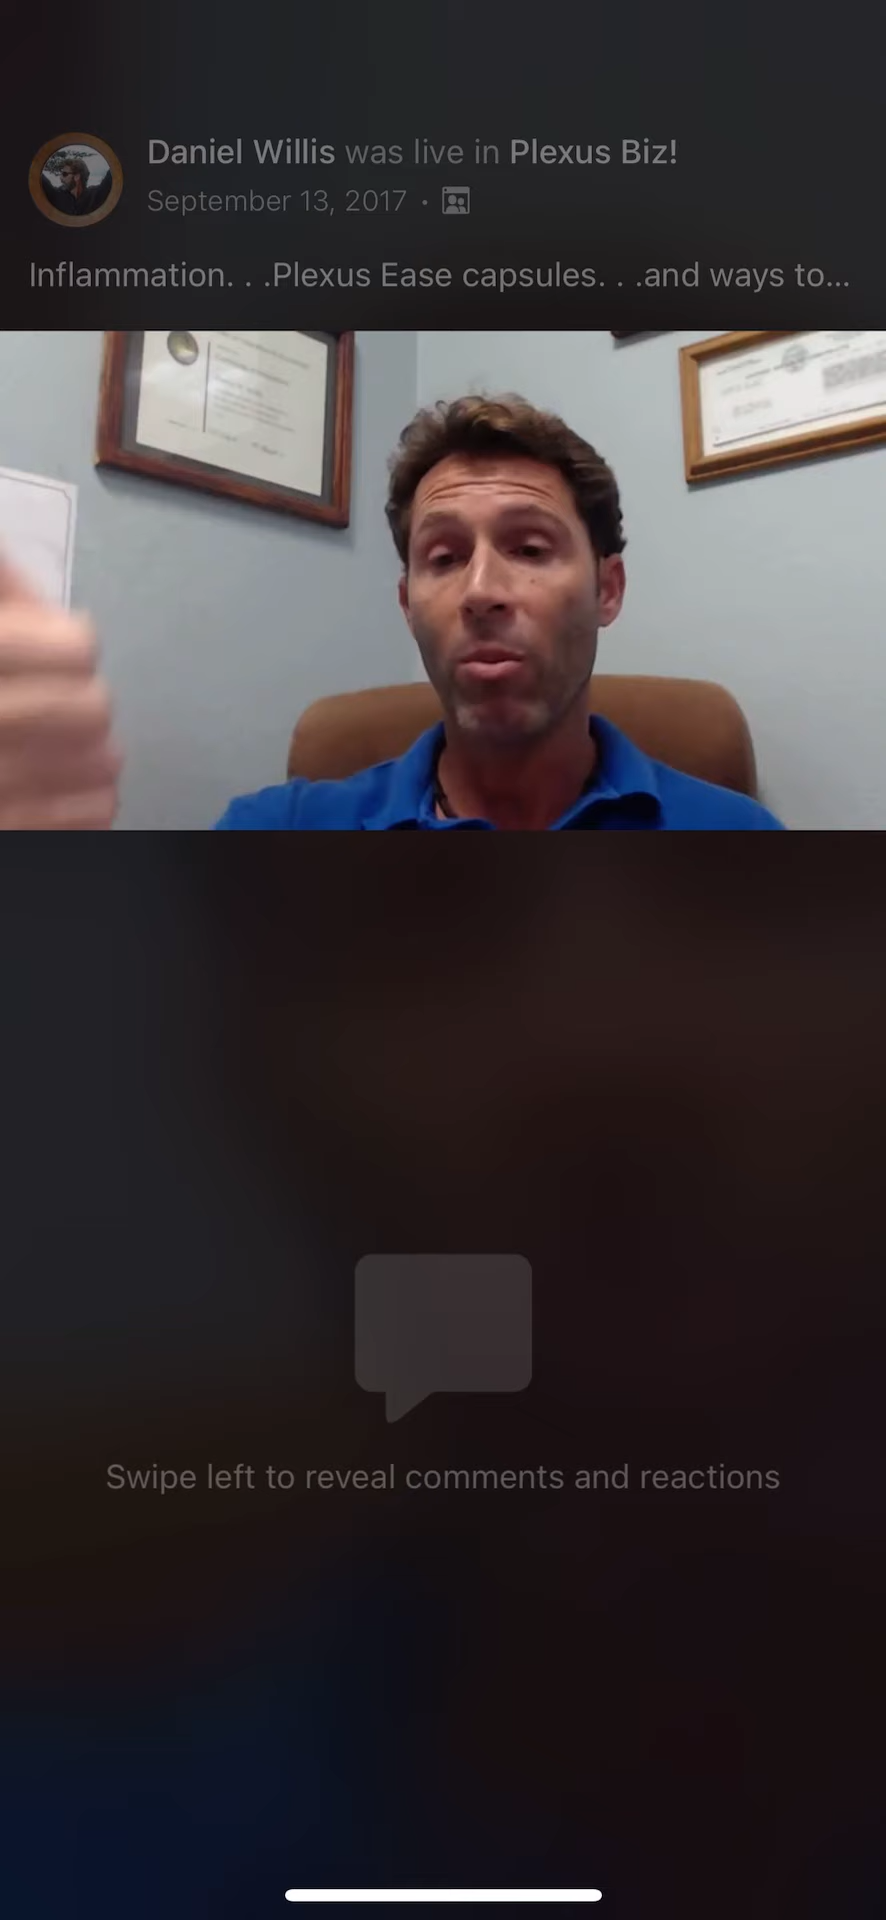 Daniel Willis was live in Plexus Biz!
September 13, 2017 ·
Inflammation. . .Plexus Ease capsules. . .and ways to...
Swipe left to reveal comments and reactions